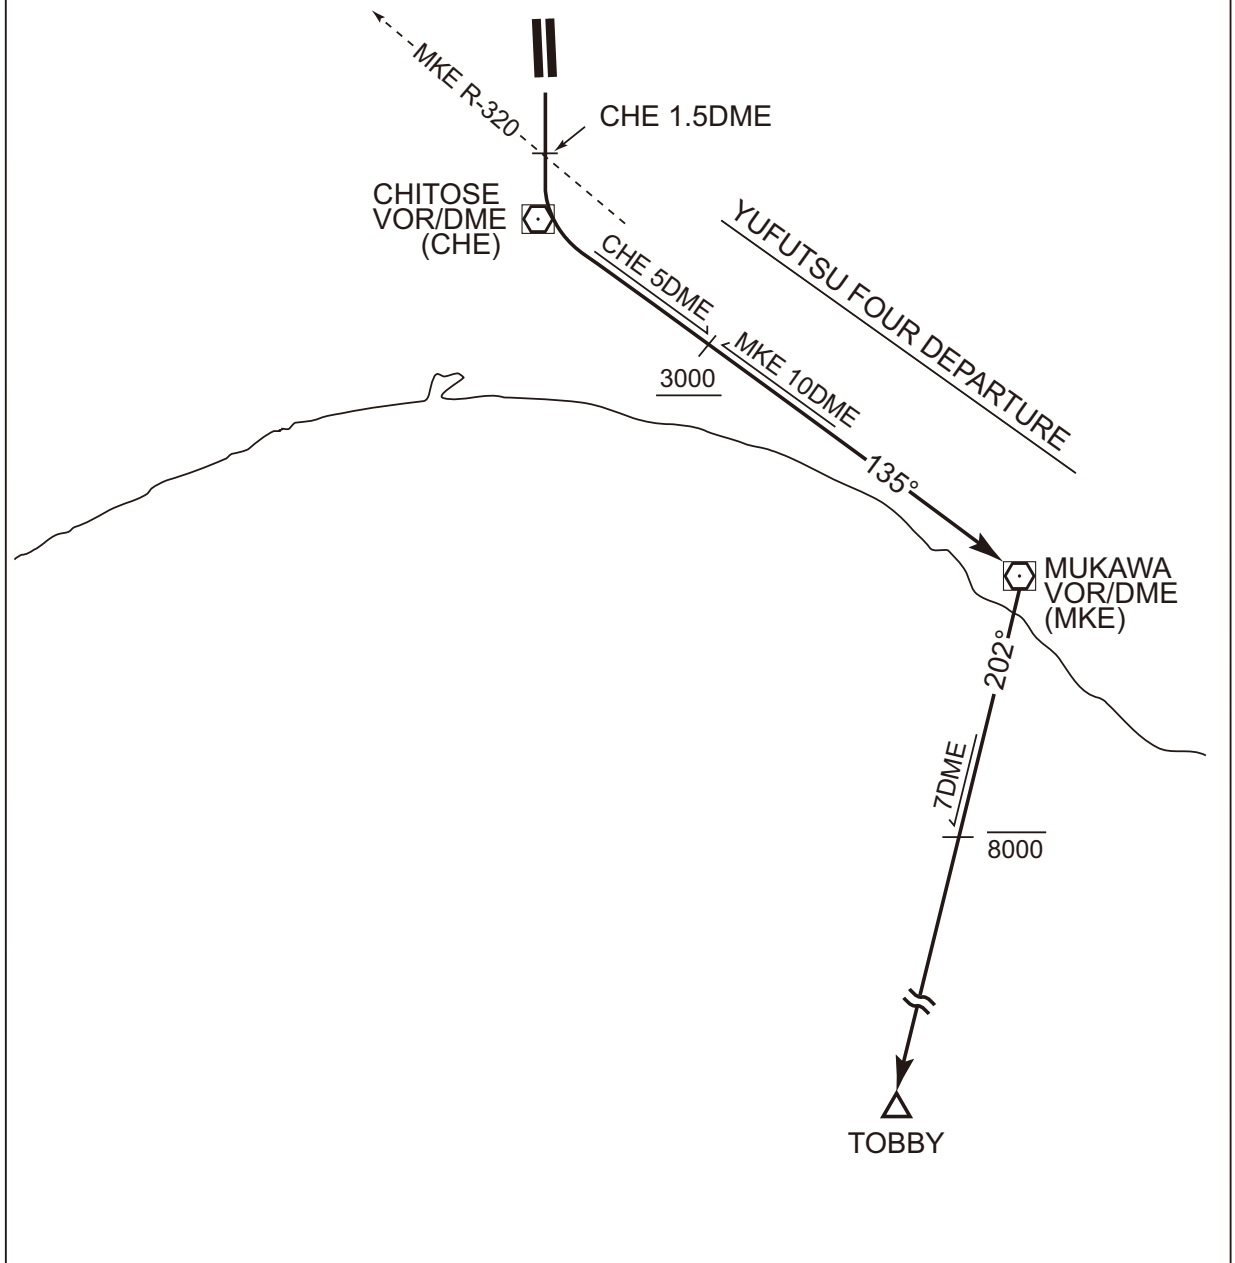 MKE R-320
CHE 1.5DME
CHITOSE
VOR/DME
(CHE)
YUFUTSU FOUR DEPARTURE
CHE 5DME
MKE 10DME
3000
135°
MUKAWA
VOR/DME
(MKE)
202°
7DME
8000
TOBBY